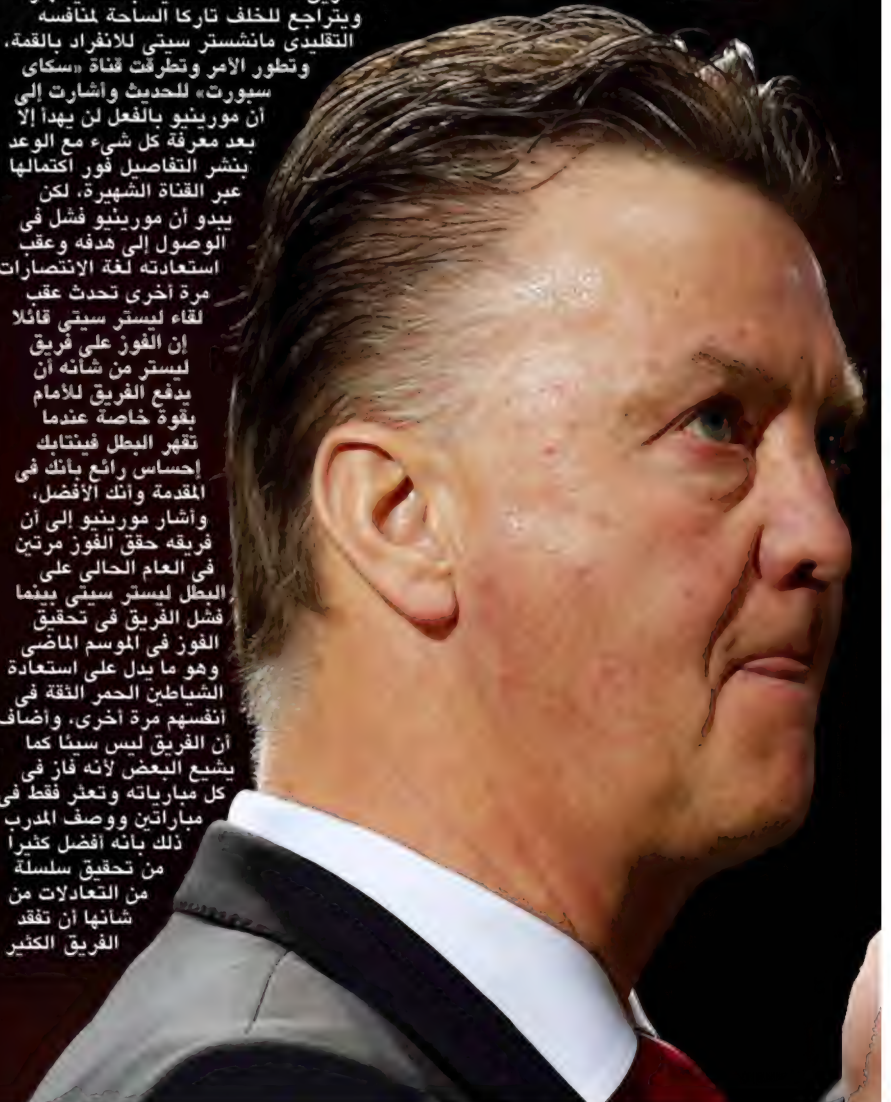 ويتراجع للخلف تاركا الساحة لمنافسه
التقليدى مانشستر سيتى للانفراد بالقمة،
وتطور الأمر وتطرقت قناة «سكاى
سبورت» للحديث وأشارت إلى
أن مورينيو بالفعل لن يهدأ إلا
بعد معرفة كل شىء مع الوعد
بنشر التفاصيل فور اكتمالها
عبر القناة الشهيرة، لكن
يبدو أن مورينيو فشل فى
الوصول إلى هدفه وعقب
استعادته لغة الانتصارات
مرة أخرى تحدث عقب
لقاء ليستر سيتى قائلا
إن الفوز على فريق
ليستر من شانه أن
يدفع الفريق للأمام
بقوة خاصة عندما
تقهر البطل فينتابك
إحساس رائع بأنك فى
المقدمة وأنك الأفضل،
وأشار مورينيو إلى أن
فريقه حقق الفوز مرتين
فى العام الحالى على
البطل ليستر سيتى بينما
فشل الفريق فى تحقيق
الفوز فى الموسم الماضى
وهو ما يدل على استعادة
الشياطين الحمر الثقة فى
أنفسهم مرة أخرى، وأضاف
أن الفريق ليس سيئا كما
يشيع البعض لأنه فاز فى
كل مبارياته وتعثر فقط فى
مباراتين ووصف المدرب
ذلك بأنه أفضل كثيرا
من تحقيق سلسلة
من التعادلات من
شأنها أن تفقد
الفريق الكثير